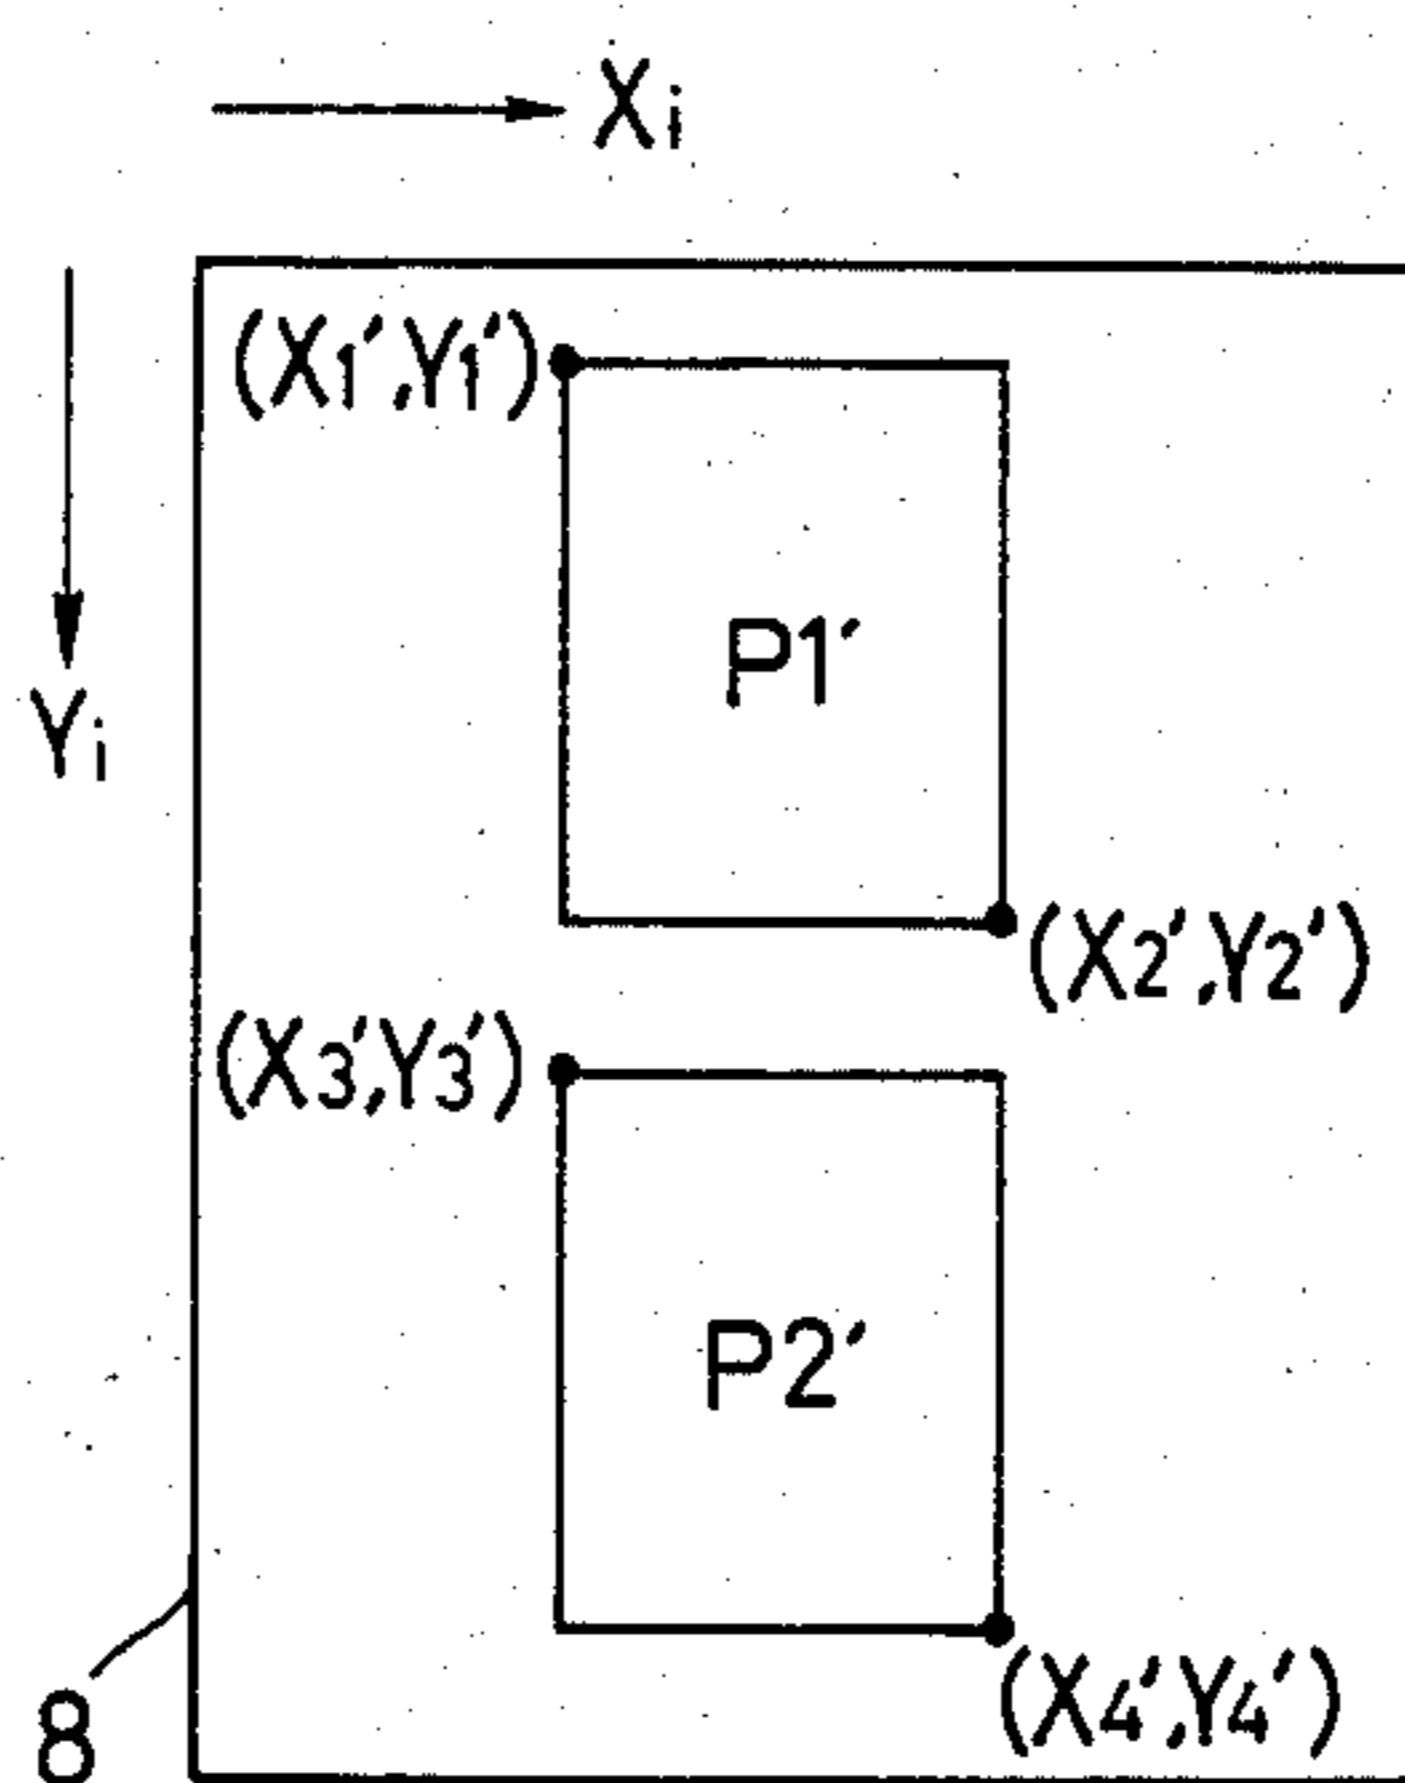 Xi
Yi
(X1′,Y1′)
P1′
(X2′,Y2′)
(X3′,Y3′)
P2′
(X4′,Y4′)
8